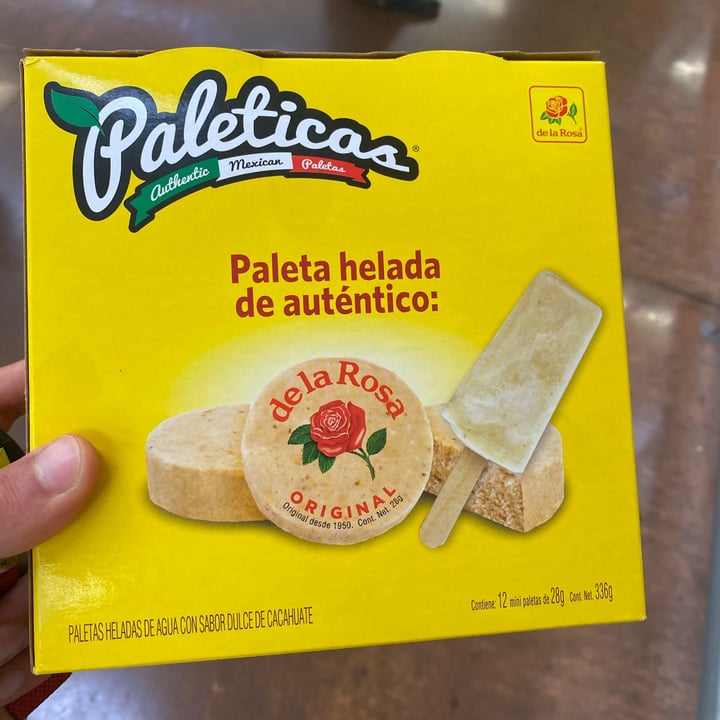 Paleticas®
Authentic Mexican Paletas
de la Rosa®
Paleta helada
de auténtico:
de la Rosa®
ORIGINAL
Original desde 1950. Cont. Net. 28g
Contiene: 12 mini paletas de 28g Cont. Net. 336g
PALETAS HELADAS DE AGUA CON SABOR DULCE DE CACAHUATE